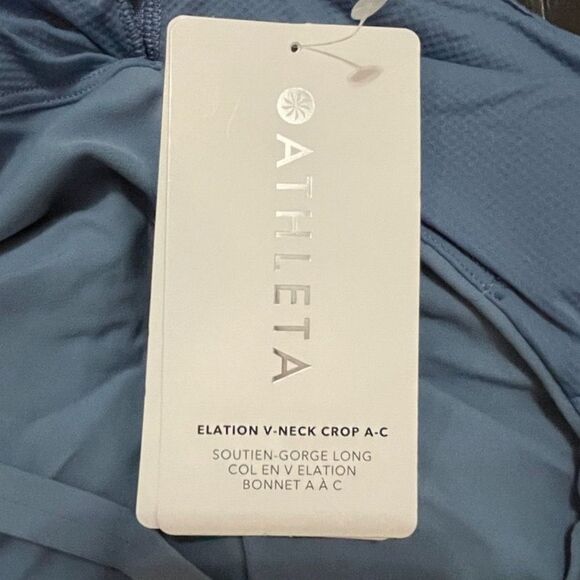 ATHLETA
ELATION V-NECK CROP A-C
SOUTIEN-GORGE LONG
COL EN V ELATION
BONNET A À C